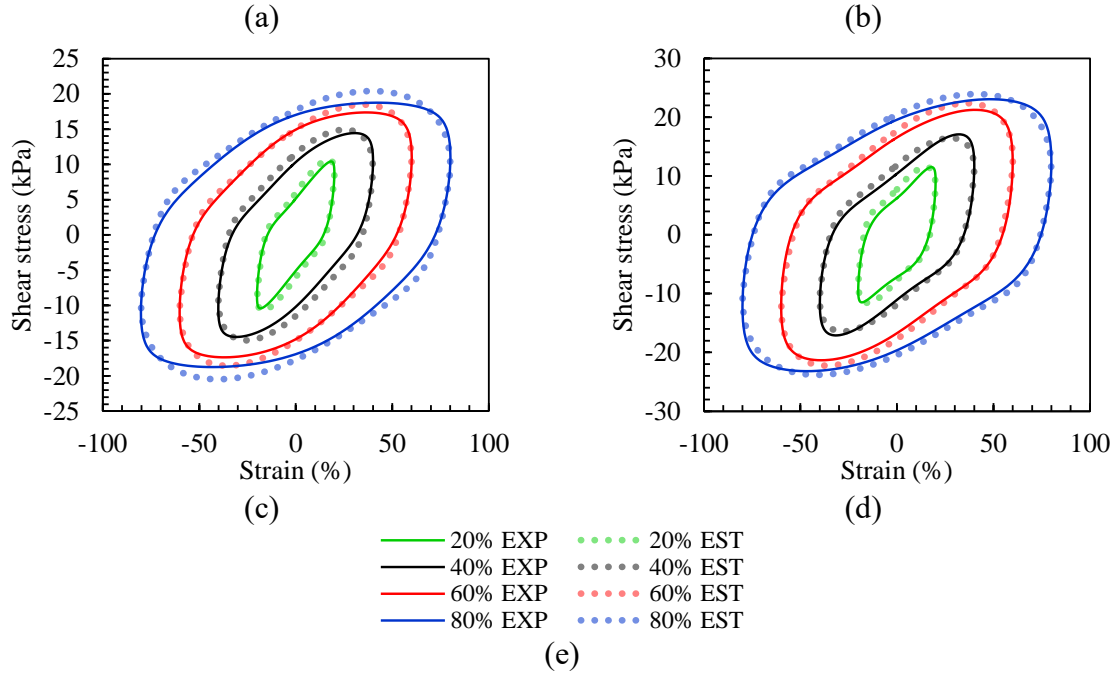 (a)
(b)
25
20
15
10
5
0
-5
-10
-15
-20
-25
Shear stress (kPa)
-100
-50
0
50
100
Strain (%)
(c)
30
20
10
0
-10
-20
-30
Shear stress (kPa)
-100
-50
0
50
100
Strain (%)
(d)
20% EXP
20% EST
40% EXP
40% EST
60% EXP
60% EST
80% EXP
80% EST
(e)